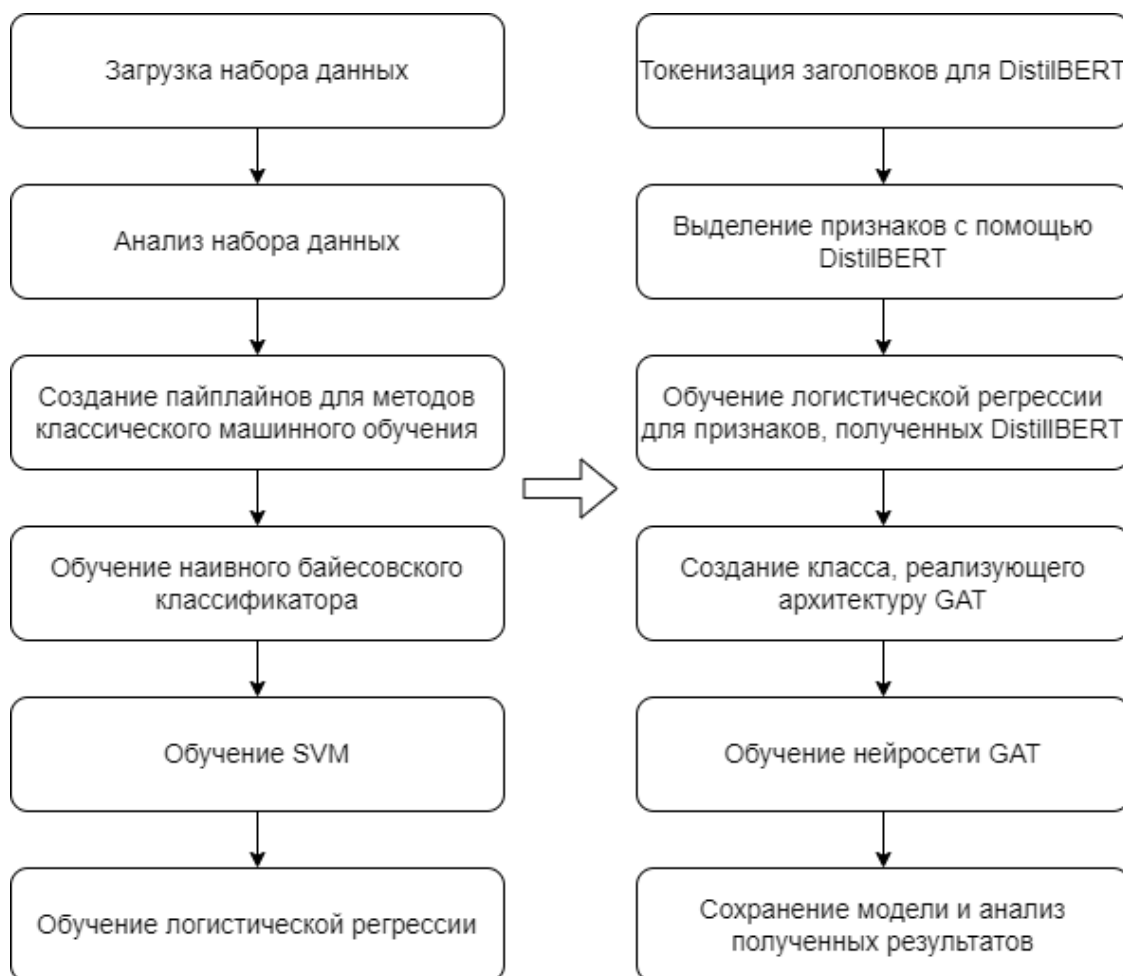 Загрузка набора данных
Анализ набора данных
Создание пайплайнов для методов
классического машинного обучения
Обучение наивного байесовского
классификатора
Обучение SVM
Обучение логистической регрессии
Токенизация заголовков для DistilBERT
Выделение признаков с помощью
DistilBERT
Обучение логистической регрессии
для признаков, полученных DistillBERT
Создание класса, реализующего
архитектуру GAT
Обучение нейросети GAT
Сохранение модели и анализ
полученных результатов